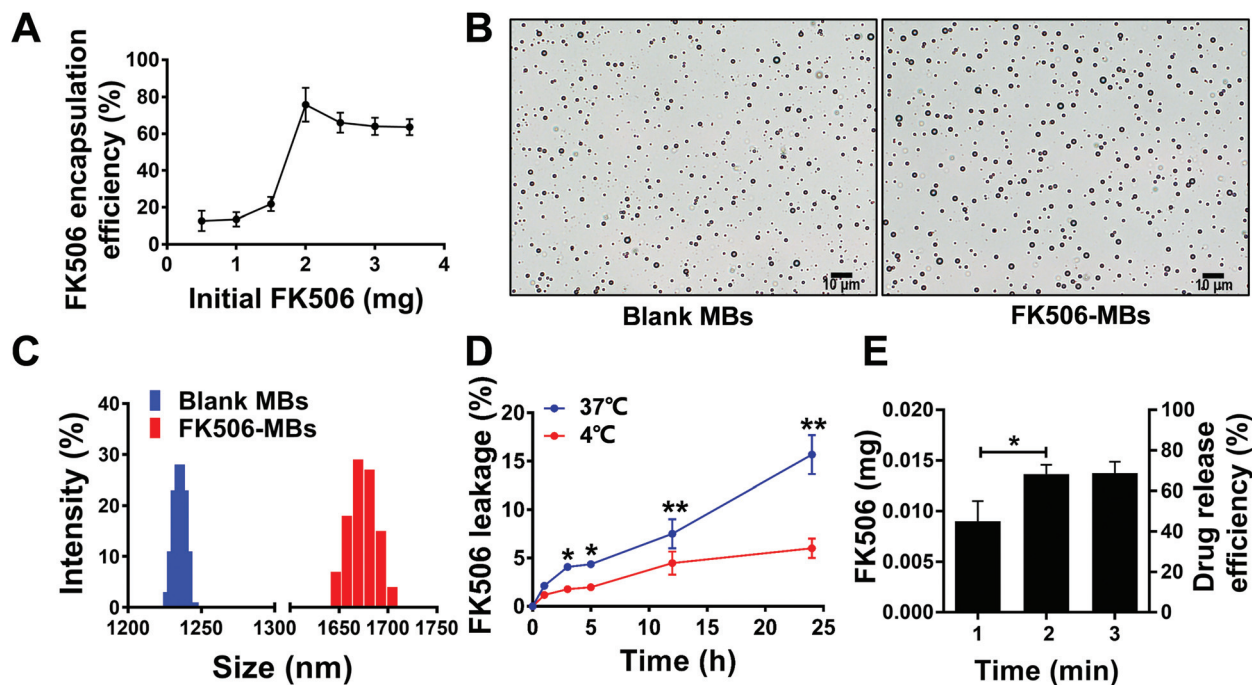 A
FK506 encapsulation
efficiency (%)
100
80
60
40
20
0
0 1 2 3 4
Initial FK506 (mg)
B
10 μm
10 μm
Blank MBs
FK506-MBs
C
Intensity (%)
40
30
20
10
0
Blank MBs
FK506-MBs
1200 1250 1300 1650 1700 1750
Size (nm)
D
FK506 leakage (%)
20
15
10
5
0
37℃
4℃
* * ** **
0 5 10 15 20 25
Time (h)
E
FK506 (mg)
0.020
0.015
0.010
0.005
0.000
*
100
80
60
40
20
0
Drug release
efficiency (%)
1 2 3
Time (min)